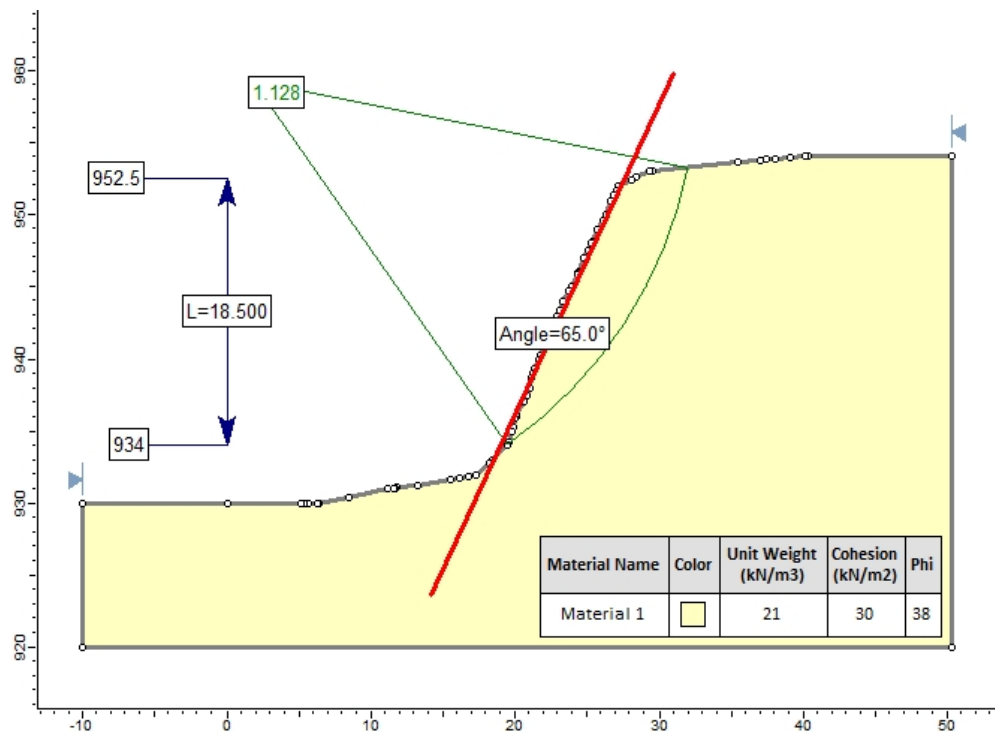 960
950
940
930
920
1.128
952.5
L=18.500
934
Angle=65.0°
Material Name Color Unit Weight (kN/m3) Cohesion (kN/m2) Phi
Material 1 21 30 38
-10 0 10 20 30 40 50